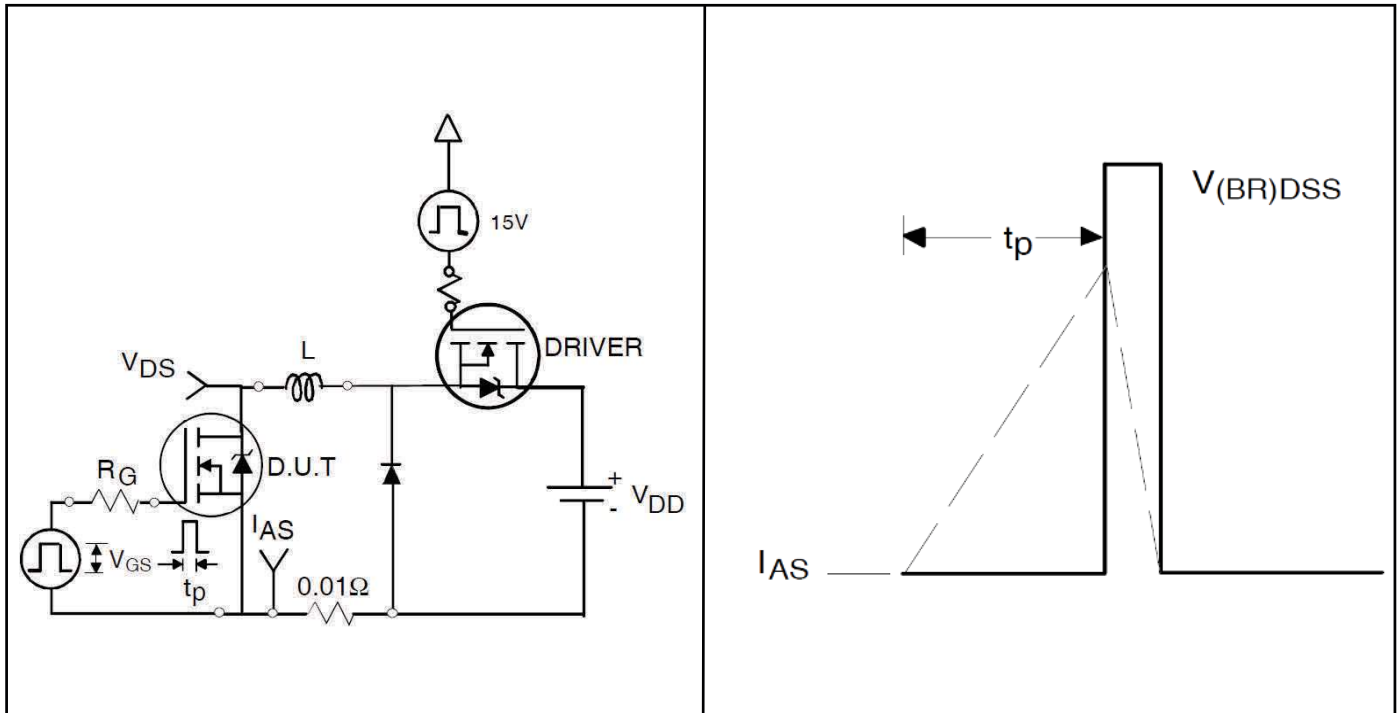 15V
DRIVER
L
VDS
RG
D.U.T
+
-
VDD
IAS
VGS
tp
0.01Ω
V(BR)DSS
tp
IAS